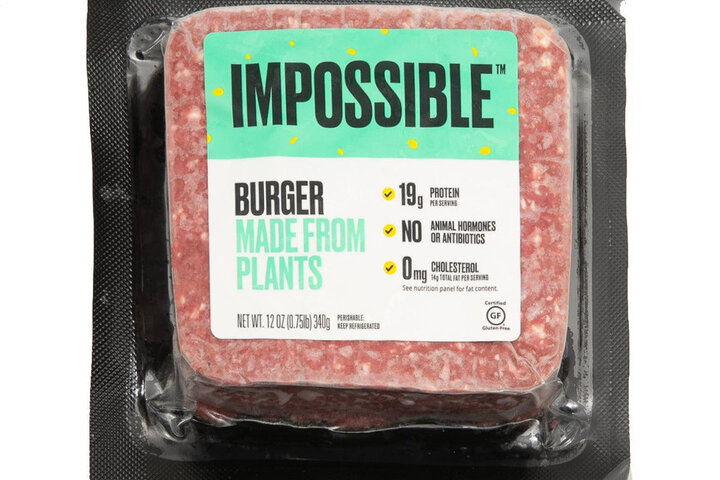 IMPOSSIBLE™
BURGER
MADE FROM
PLANTS
19g PROTEIN
PER SERVING
NO ANIMAL HORMONES
OR ANTIBIOTICS
0mg CHOLESTEROL
14g TOTAL FAT PER SERVING
See nutrition panel for fat content.
NET WT. 12 OZ (0.75lb) 340g
PERISHABLE:
KEEP REFRIGERATED
Certified
GF
Gluten-Free